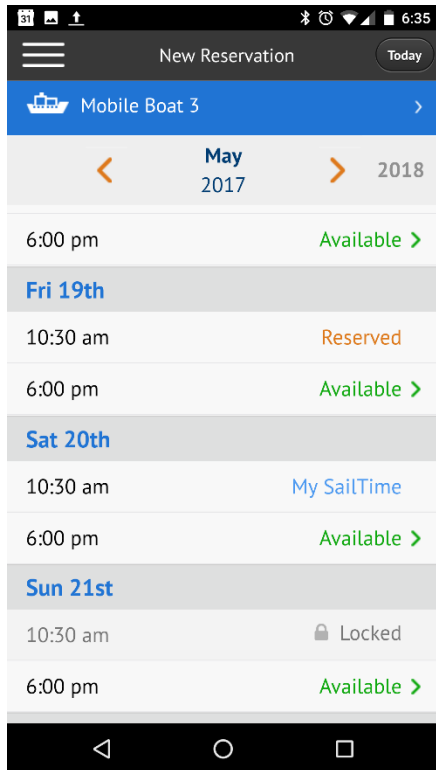 31 6:35
New Reservation Today
Mobile Boat 3
May
2017 2018
6:00 pm Available
Fri 19th
10:30 am Reserved
6:00 pm Available
Sat 20th
10:30 am My SailTime
6:00 pm Available
Sun 21st
10:30 am Locked
6:00 pm Available